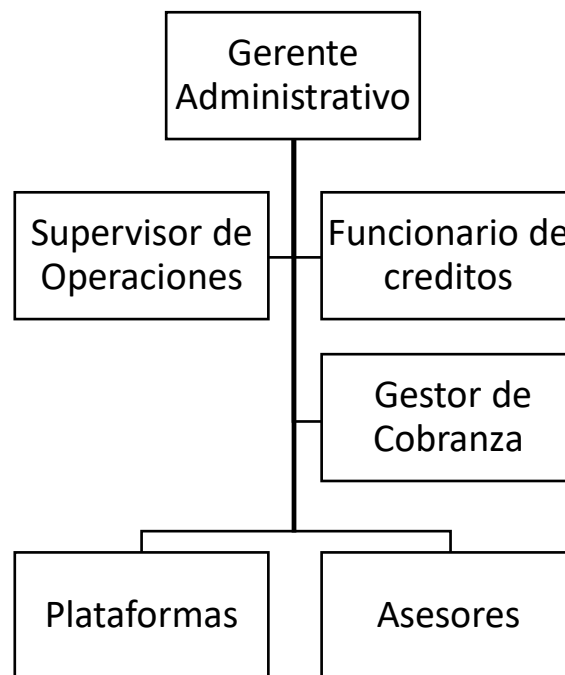 Gerente
Administrativo
Supervisor de
Operaciones
Funcionario de
creditos
Gestor de
Cobranza
Plataformas
Asesores